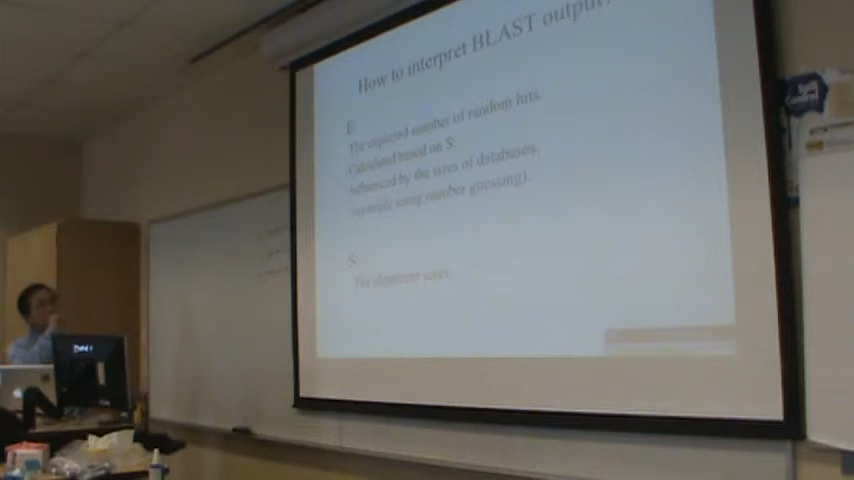 How to interpret BLAST output?
E:
The expected number of random hits.
Calculated based on S:
influenced by the sizes of databases.
(example using number guessing).
S:
The alignment score.